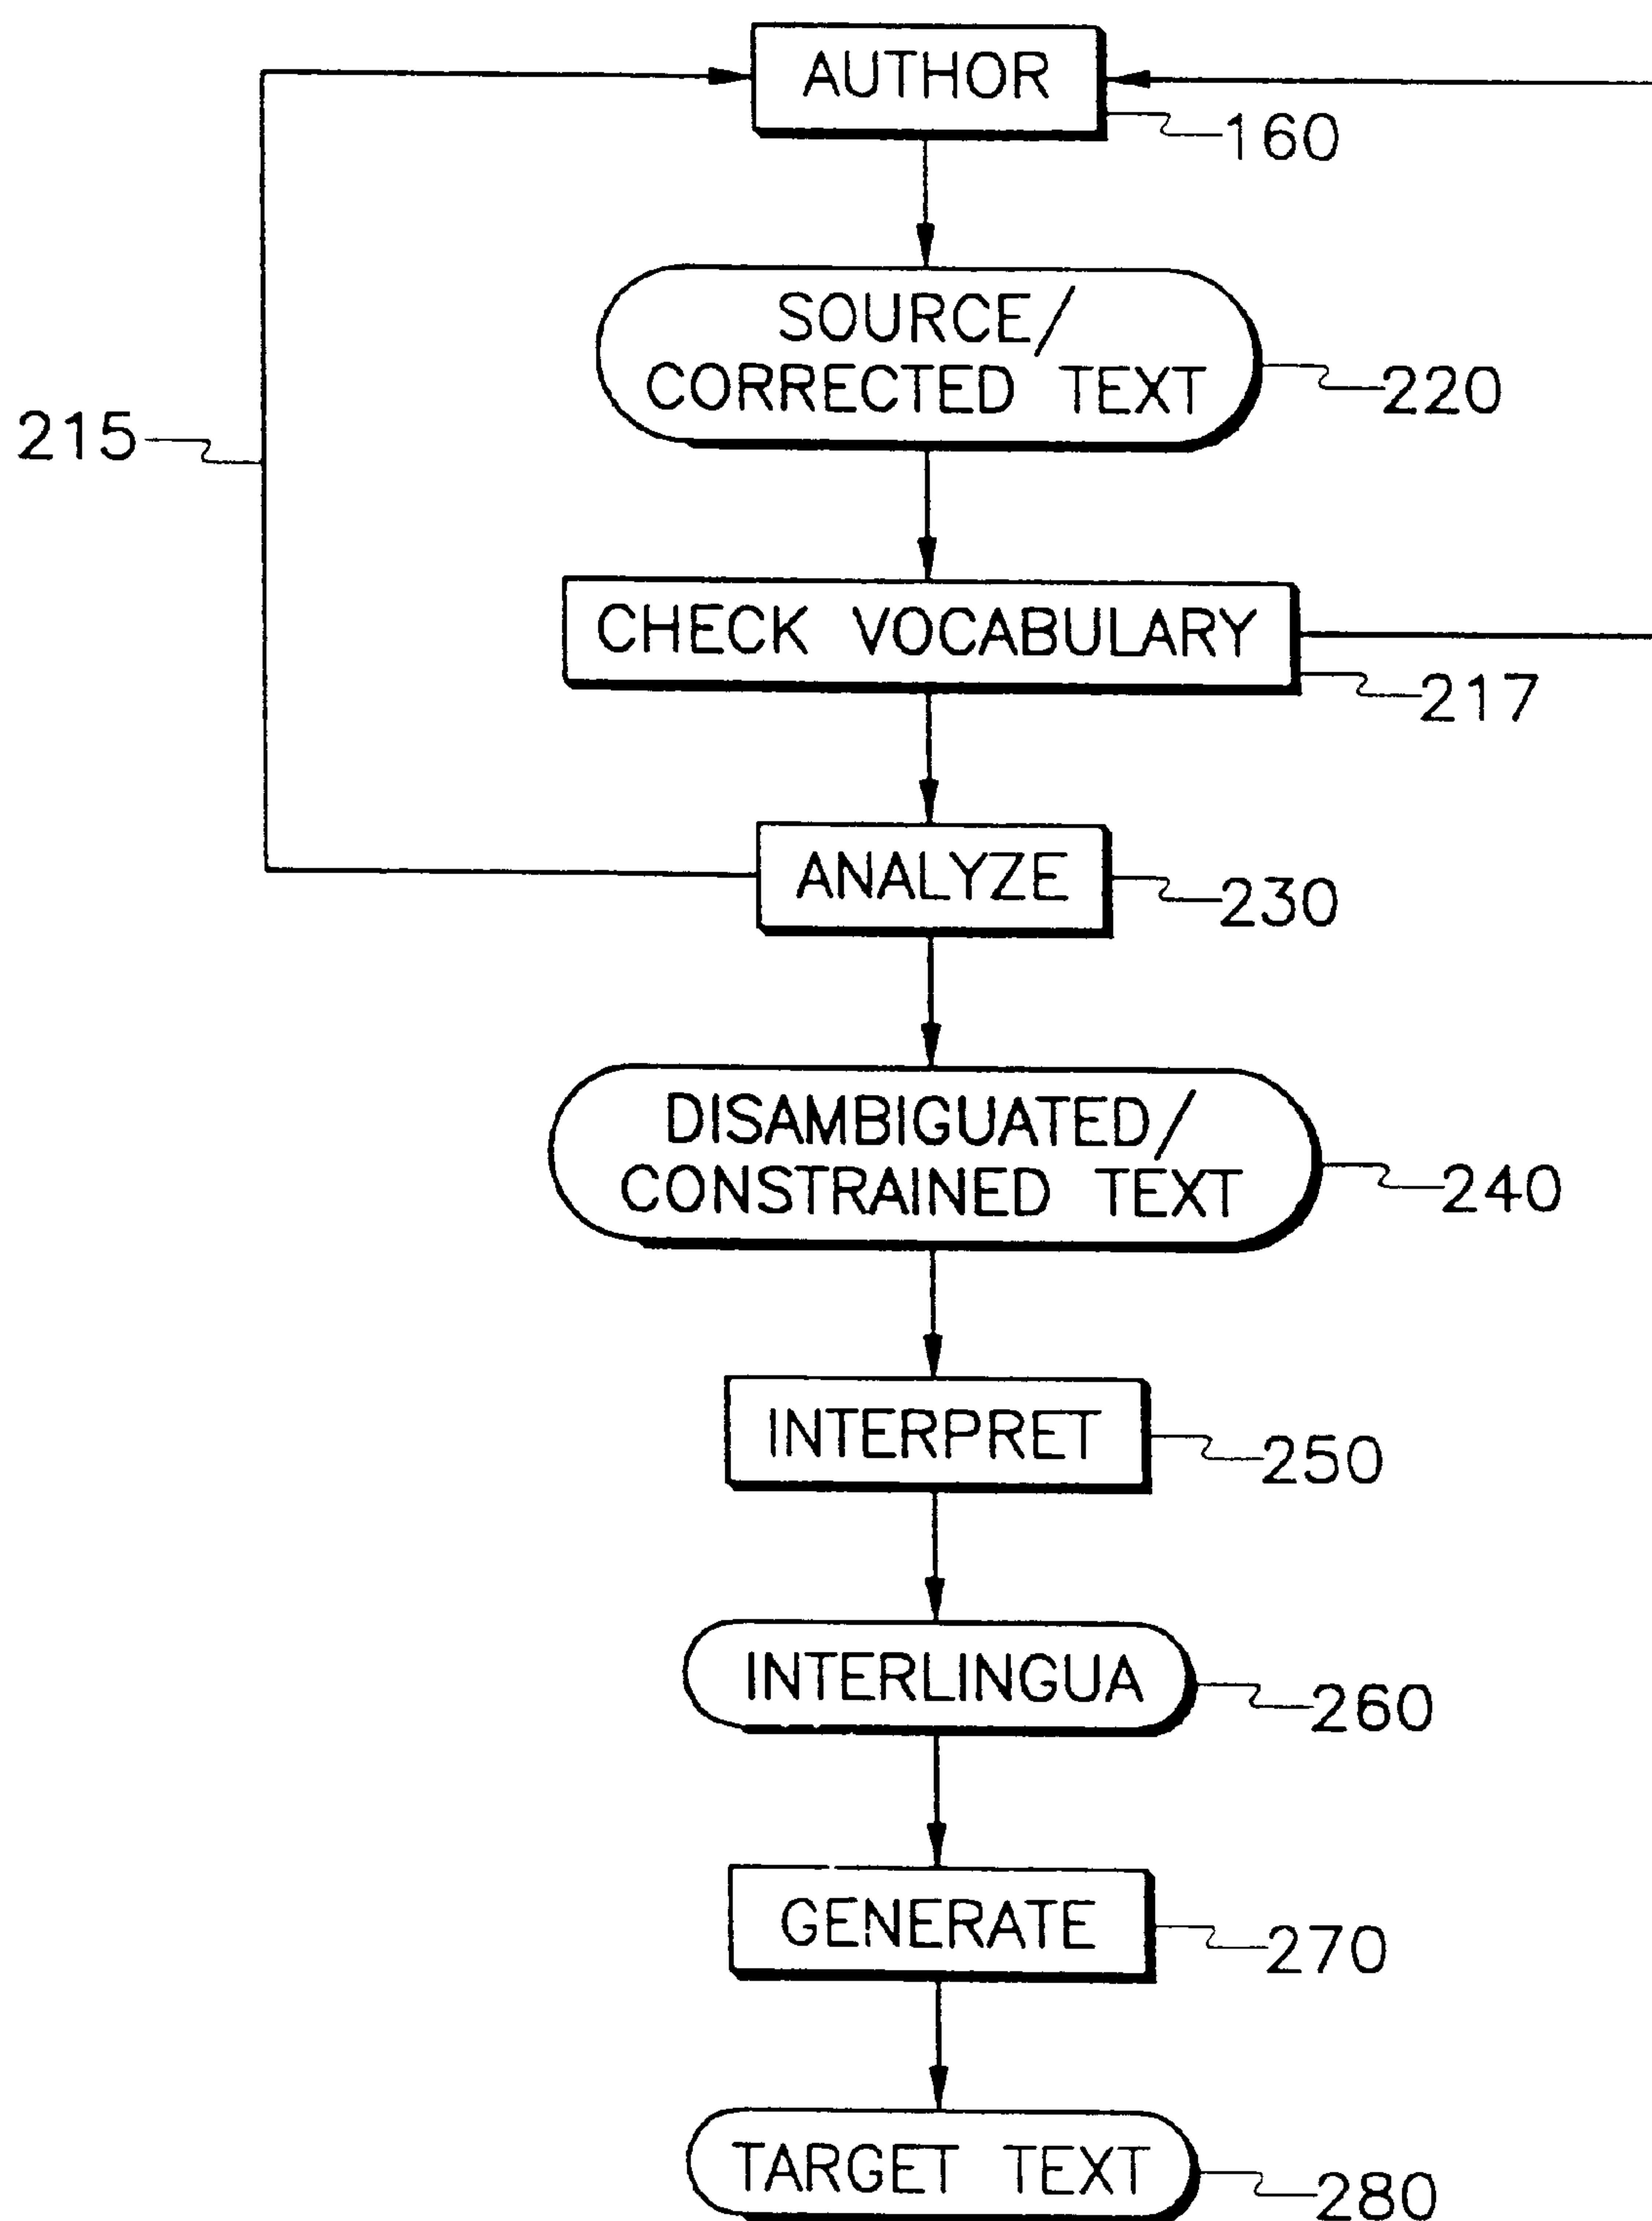 AUTHOR
160
SOURCE/
CORRECTED TEXT
220
215
CHECK VOCABULARY
217
ANALYZE
230
DISAMBIGUATED/
CONSTRAINED TEXT
240
INTERPRET
250
INTERLINGUA
260
GENERATE
270
TARGET TEXT
280